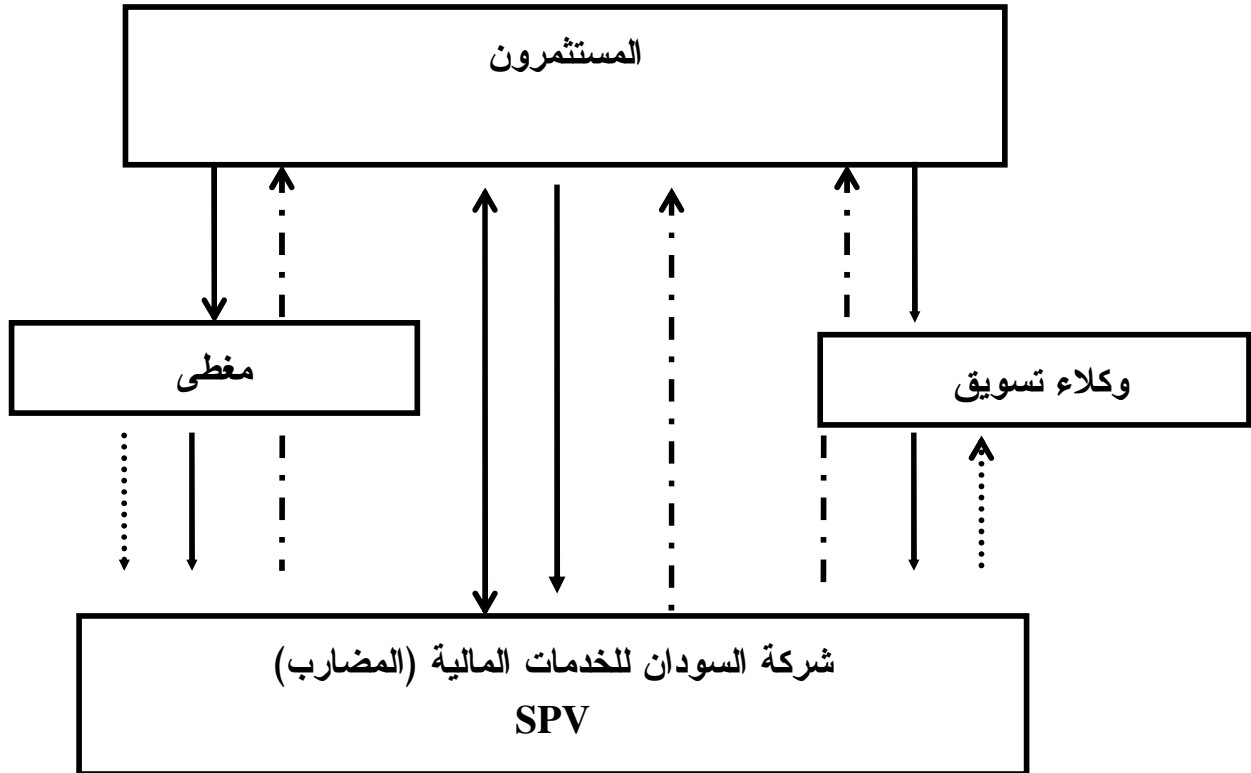 المستثمرون
مغطى
وكلاء تسويق
شركة السودان للخدمات المالية (المضارب)
SPV